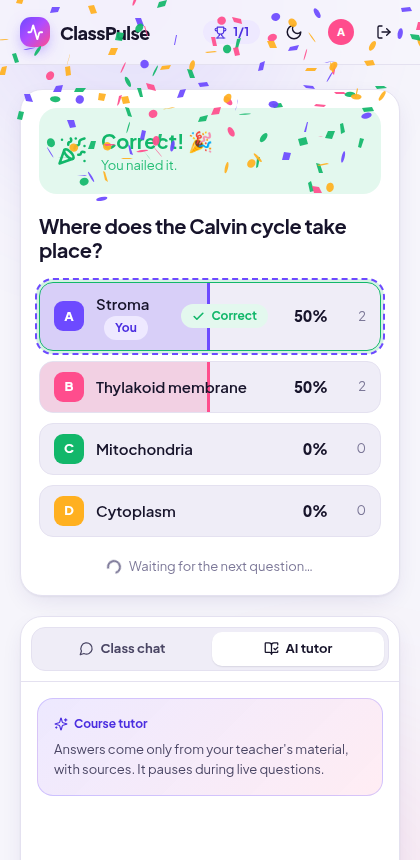 ClassPulse
1/1
A
Correct! 🎉
You nailed it.
Where does the Calvin cycle take
place?
A
Stroma
You
Correct
50%
2
B
Thylakoid membrane
50%
2
C
Mitochondria
0%
0
D
Cytoplasm
0%
0
Waiting for the next question…
Class chat
AI tutor
Course tutor
Answers come only from your teacher's material,
with sources. It pauses during live questions.